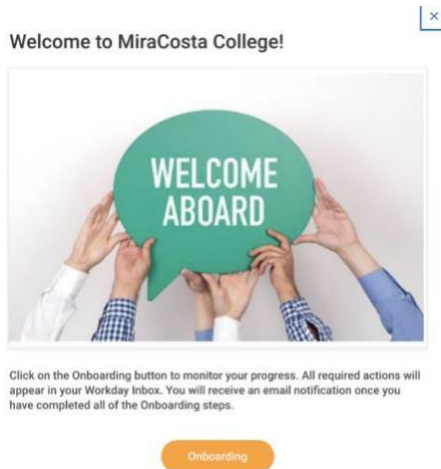 Welcome to MiraCosta College!
WELCOME
ABOARD
Click on the Onboarding button to monitor your progress. All required actions will
appear in your Workday Inbox. You will receive an email notification once you
have completed all of the Onboarding steps.
Onboarding